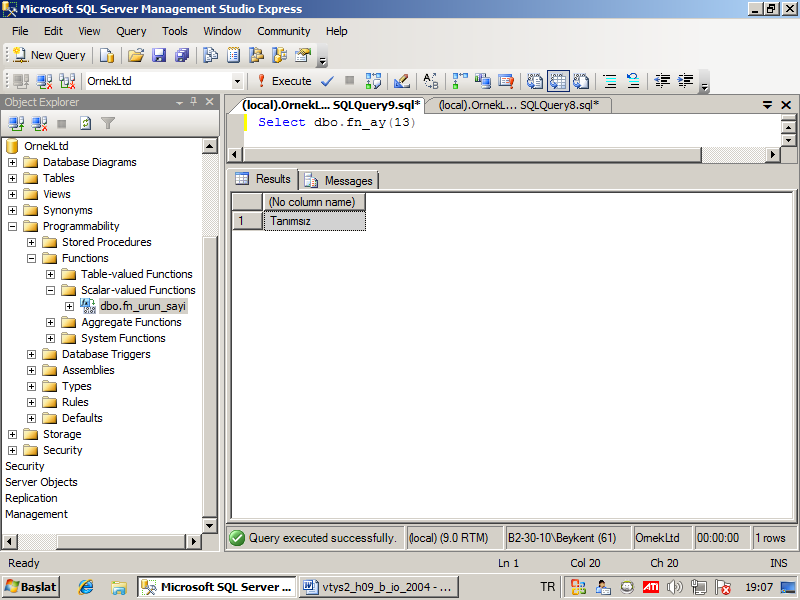 Microsoft SQL Server Management Studio Express
File Edit View Query Tools Window Community Help
New Query
OrnekLtd Execute
Object Explorer
(local).OrnekL... SQLQuery9.sql* (local).OrnekL... SQLQuery8.sql*
Select dbo.fn_ay(13)
OrnekLtd
Database Diagrams
Tables
Views
Synonyms
Programmability
Stored Procedures
Functions
Table-valued Functions
Scalar-valued Functions
dbo.fn_urun_sayi
Aggregate Functions
System Functions
Database Triggers
Assemblies
Types
Rules
Defaults
Storage
Security
Security
Server Objects
Replication
Management
Results Messages
(No column name)
1 Tanımsız
Query executed successfully. (local) (9.0 RTM) B2-30-10\Beykent (61) OrnekLtd 00:00:00 1 rows
Ready Ln 1 Col 20 Ch 20 INS
Başlat Microsoft SQL Server ... vtys2_h09_b_jo_2004 - ... TR ATI 19:07